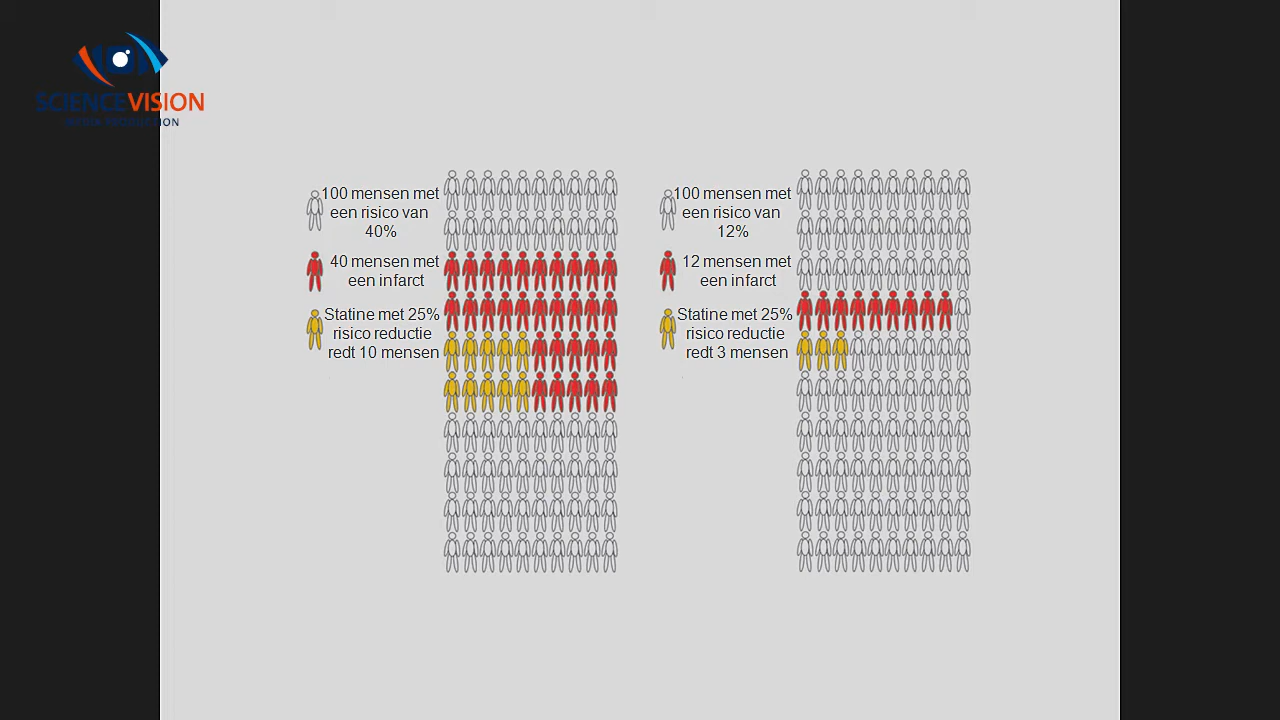 SCIENCEVISION
MEDIA PRODUCTION
100 mensen met
een risico van
40%
40 mensen met
een infarct
Statine met 25%
risico reductie
redt 10 mensen
100 mensen met
een risico van
12%
12 mensen met
een infarct
Statine met 25%
risico reductie
redt 3 mensen